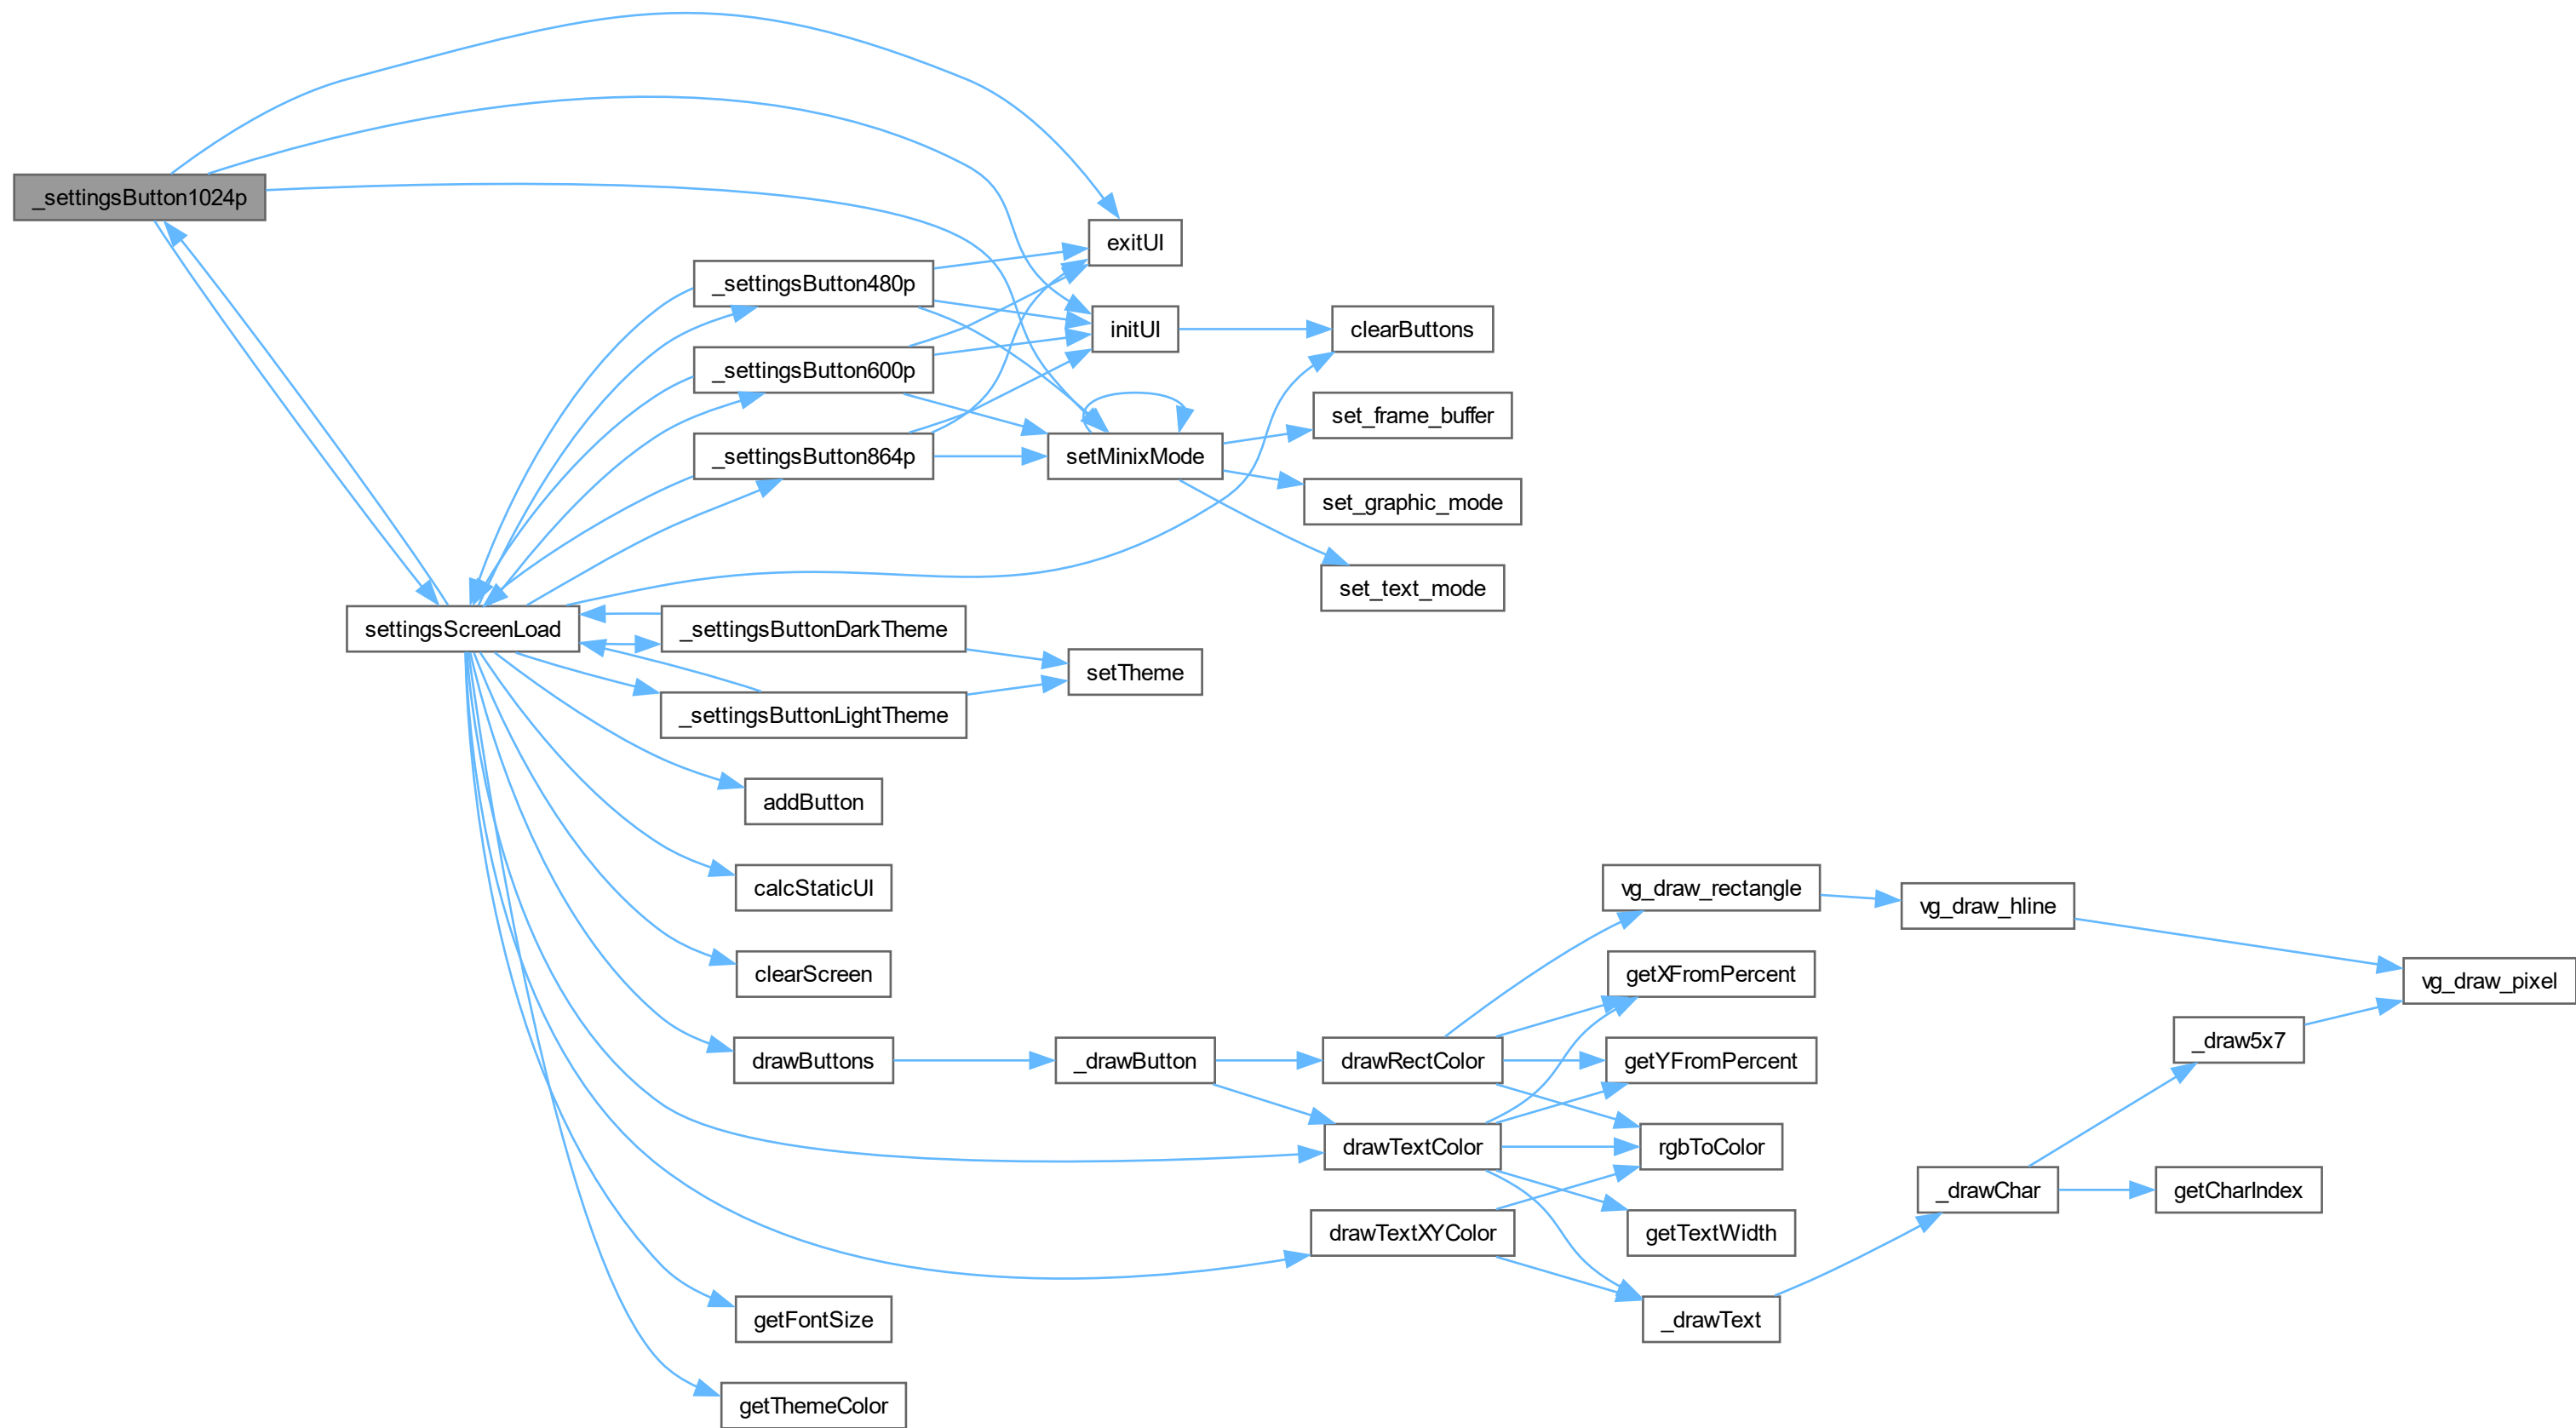 _settingsButton1024p
exitUI
_settingsButton480p
initUI
clearButtons
_settingsButton600p
set_frame_buffer
_settingsButton864p
setMinixMode
set_graphic_mode
set_text_mode
settingsScreenLoad
_settingsButtonDarkTheme
setTheme
_settingsButtonLightTheme
addButton
calcStaticUI
vg_draw_rectangle
vg_draw_hline
clearScreen
getXFromPercent
vg_draw_pixel
_draw5x7
drawButtons
_drawButton
drawRectColor
getYFromPercent
drawTextColor
rgbToColor
_drawChar
getCharIndex
drawTextXYColor
getTextWidth
getFontSize
_drawText
getThemeColor